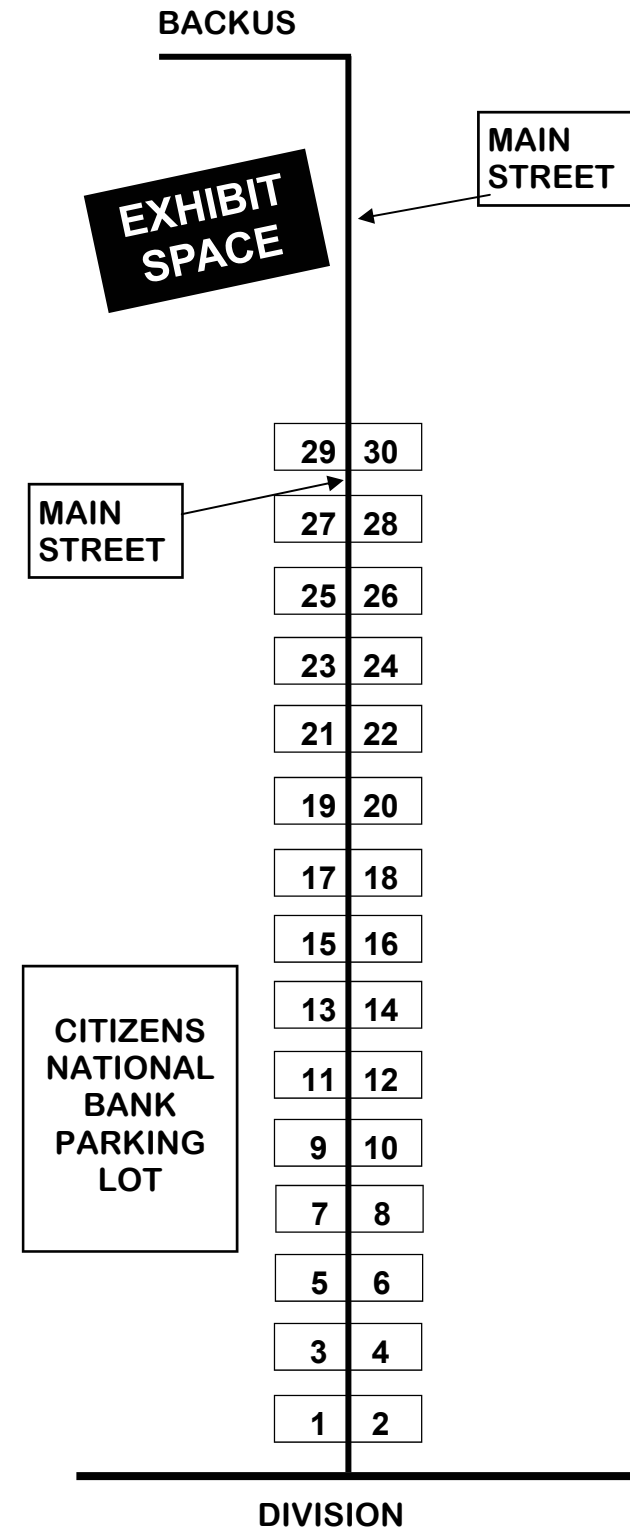 BACKUS
MAIN
STREET
EXHIBIT
SPACE
29 30
MAIN
STREET
27 28
25 26
23 24
21 22
19 20
17 18
15 16
CITIZENS
NATIONAL
BANK
PARKING
LOT
13 14
11 12
9 10
7 8
5 6
3 4
1 2
DIVISION